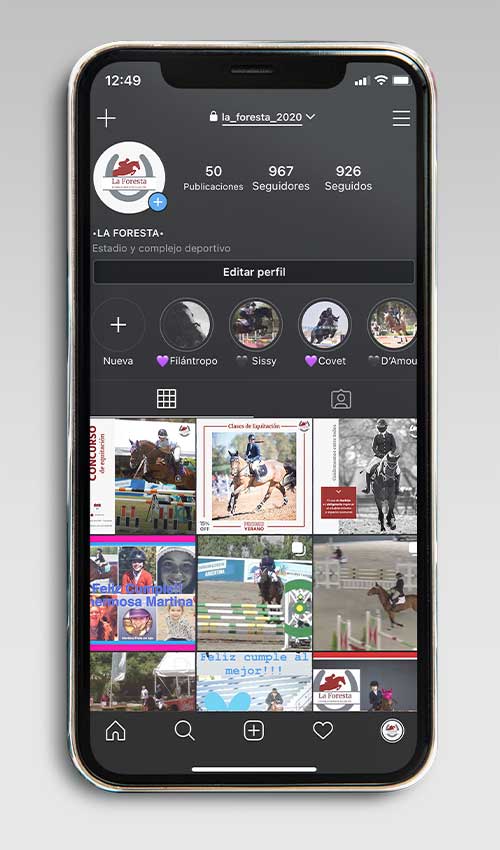 12:49
la_foresta_2020
La Foresta
50
967
926
Publicaciones
Seguidores
Seguidos
•LA FORESTA•
Estadio y complejo deportivo
Editar perfil
Nueva
💜Filántropo
🖤 Sissy
💜Covet
🖤D'Amou
CONCURSO
de equitación
Clases de Equitación
15%
OFF
PROXIMO
VERANO
Feliz Cumple!!
hermosa Martina
ARGENTINA
Feliz cumple al
mejor!!!
La Foresta